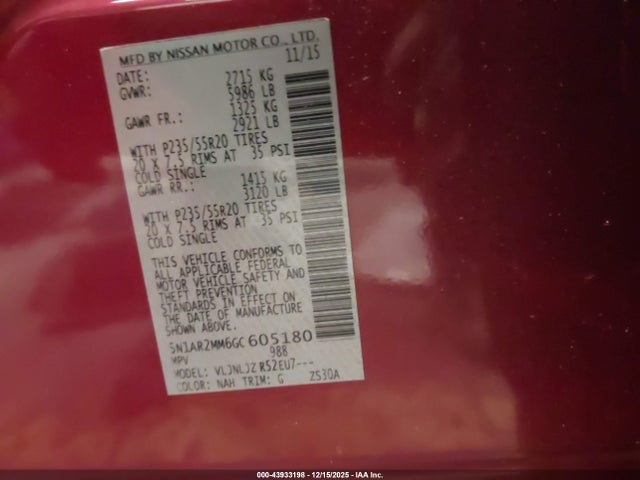 MFD BY NISSAN MOTOR CO., LTD.
DATE: 11/15
GVWR: 2715 KG
5986 LB
GAWR FR.: 1325 KG
2921 LB
WITH P235/55R20 TIRES
20 X 7.5 RIMS AT 35 PSI
COLD SINGLE
GAWR RR.: 1415 KG
3120 LB
WITH P235/55R20 TIRES
20 X 7.5 RIMS AT 35 PSI
COLD SINGLE
THIS VEHICLE CONFORMS TO
ALL APPLICABLE FEDERAL
MOTOR VEHICLE SAFETY AND
THEFT PREVENTION
STANDARDS IN EFFECT ON
THE DATE OF MANUFACTURE
SHOWN ABOVE.
5N1AR2MM6GC605180
MPV 988
MODEL: VLJNLJZ R52EU7---
COLOR: NAH TRIM: G ZS30A
000-43933198 - 12/15/2025 - IAA Inc.